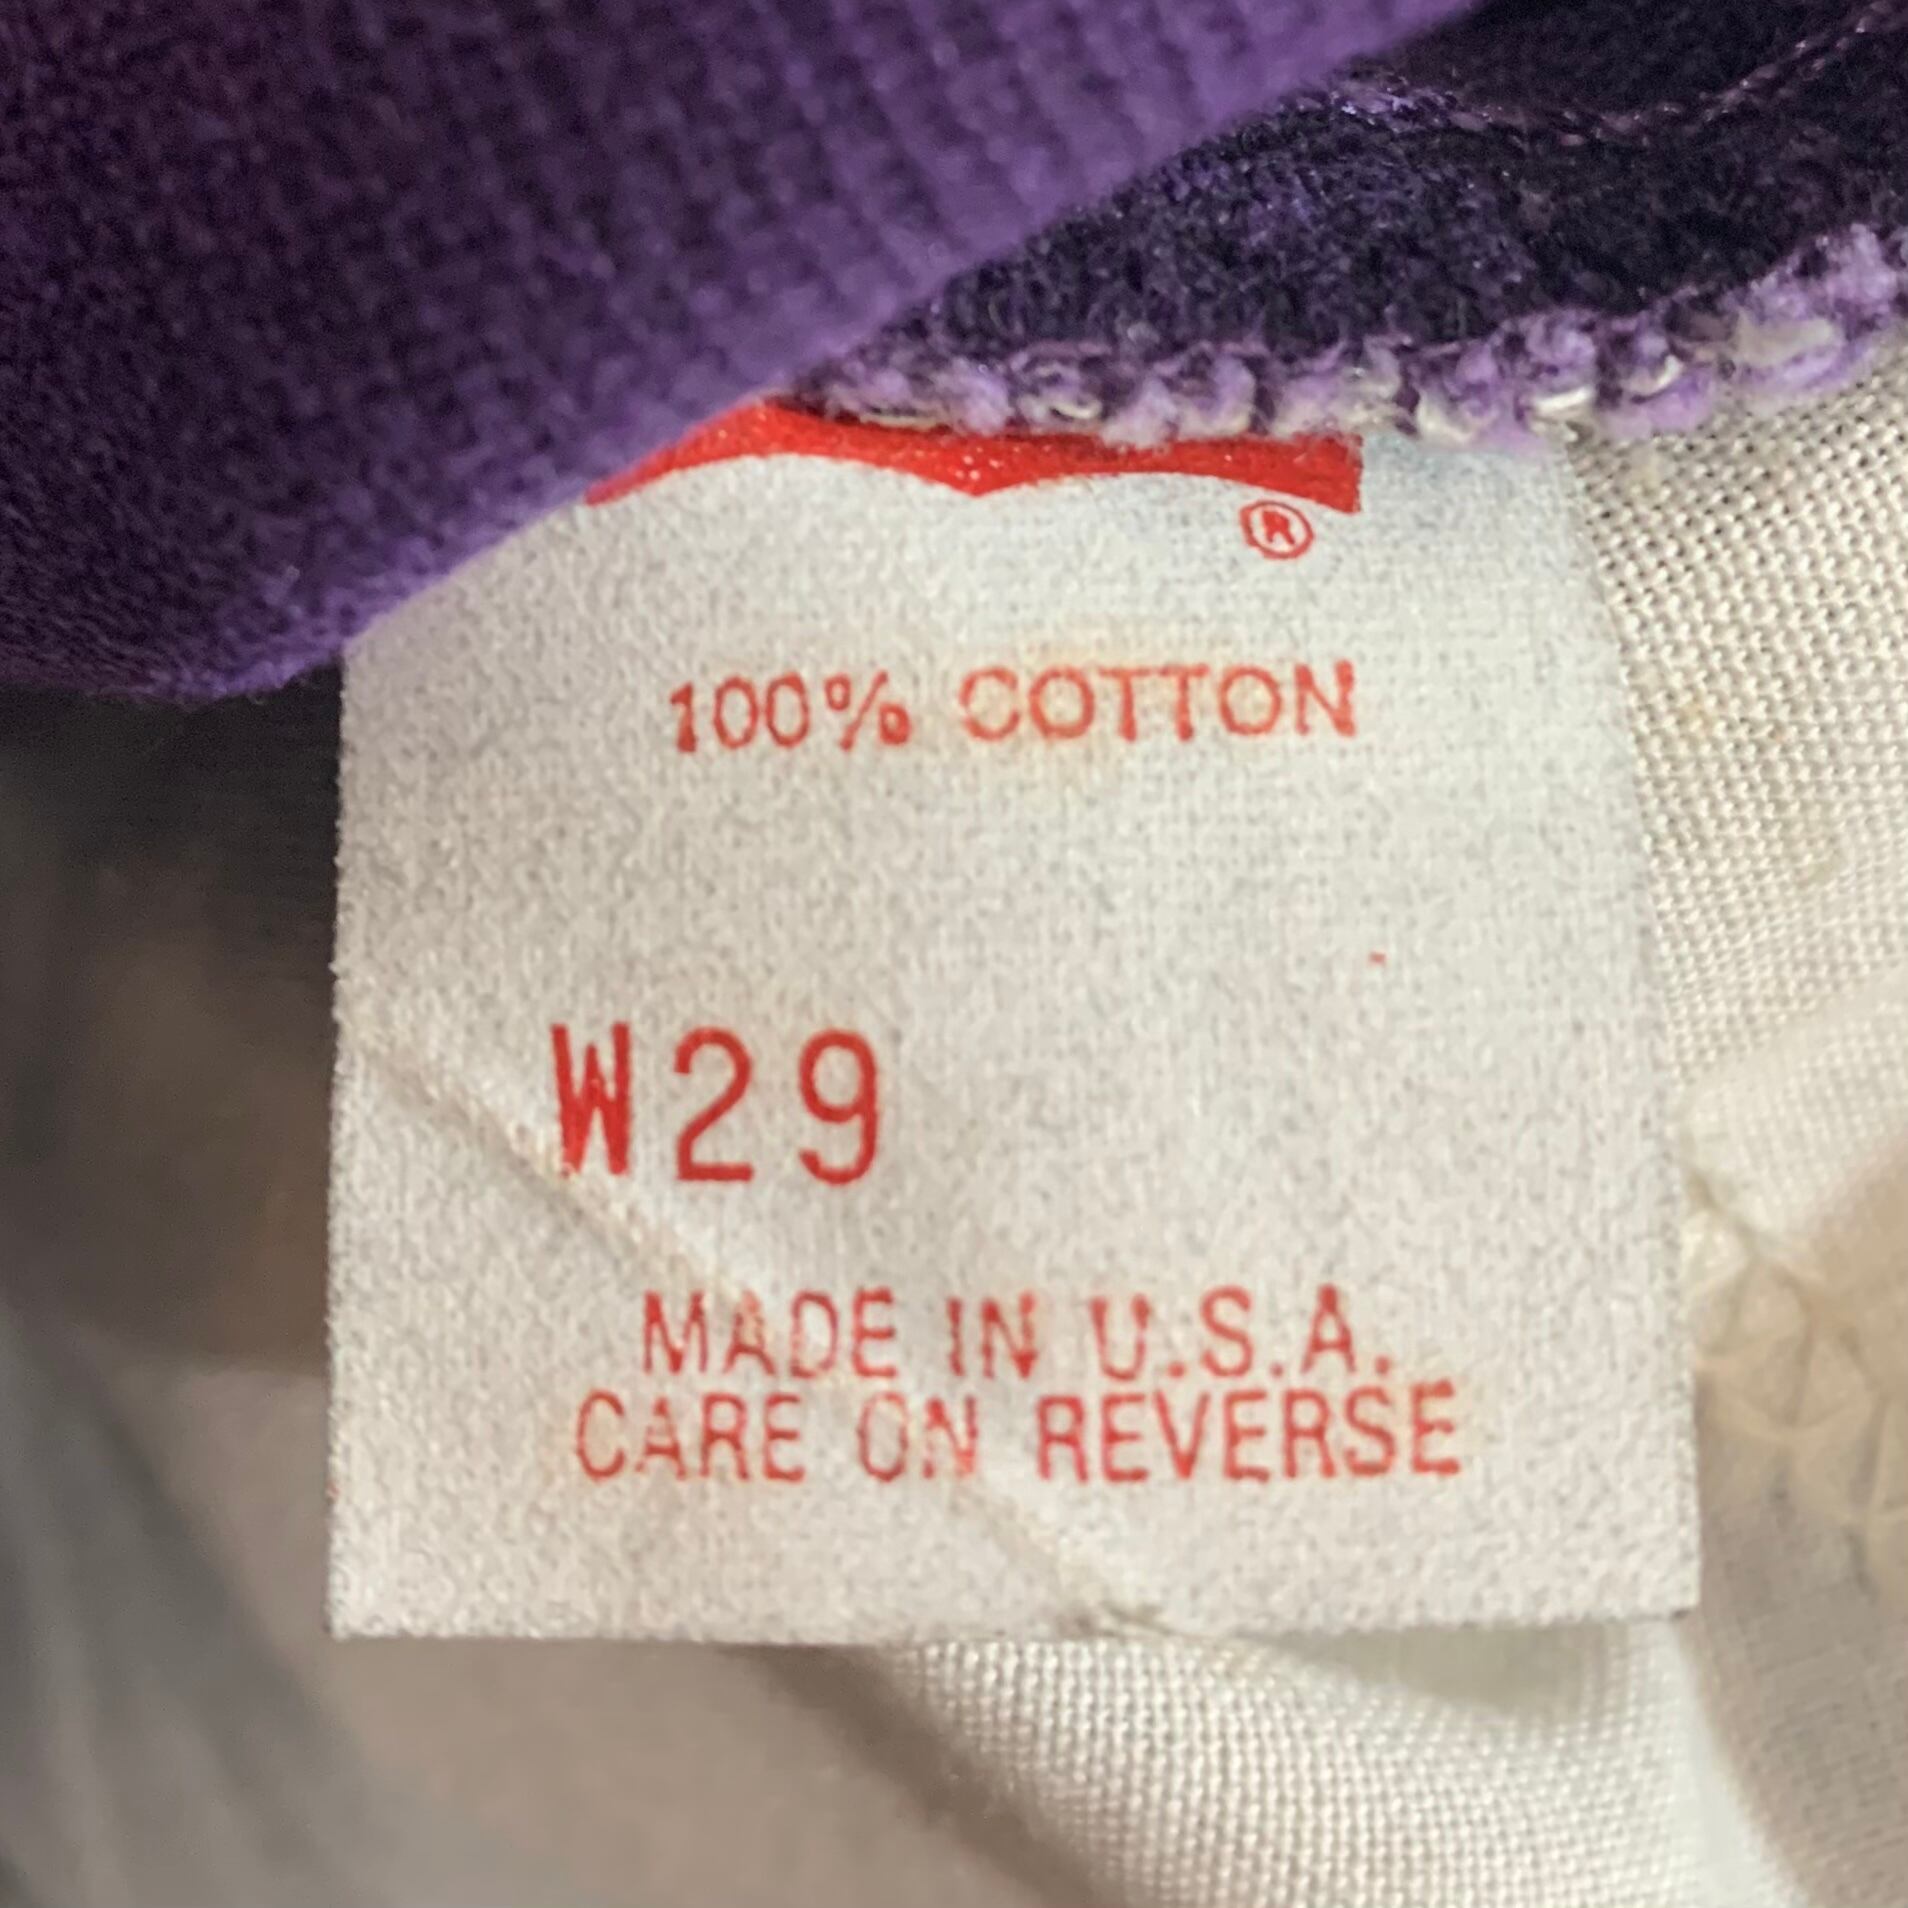 ®
100% COTTON
W29
MADE IN U.S.A.
CARE ON REVERSE